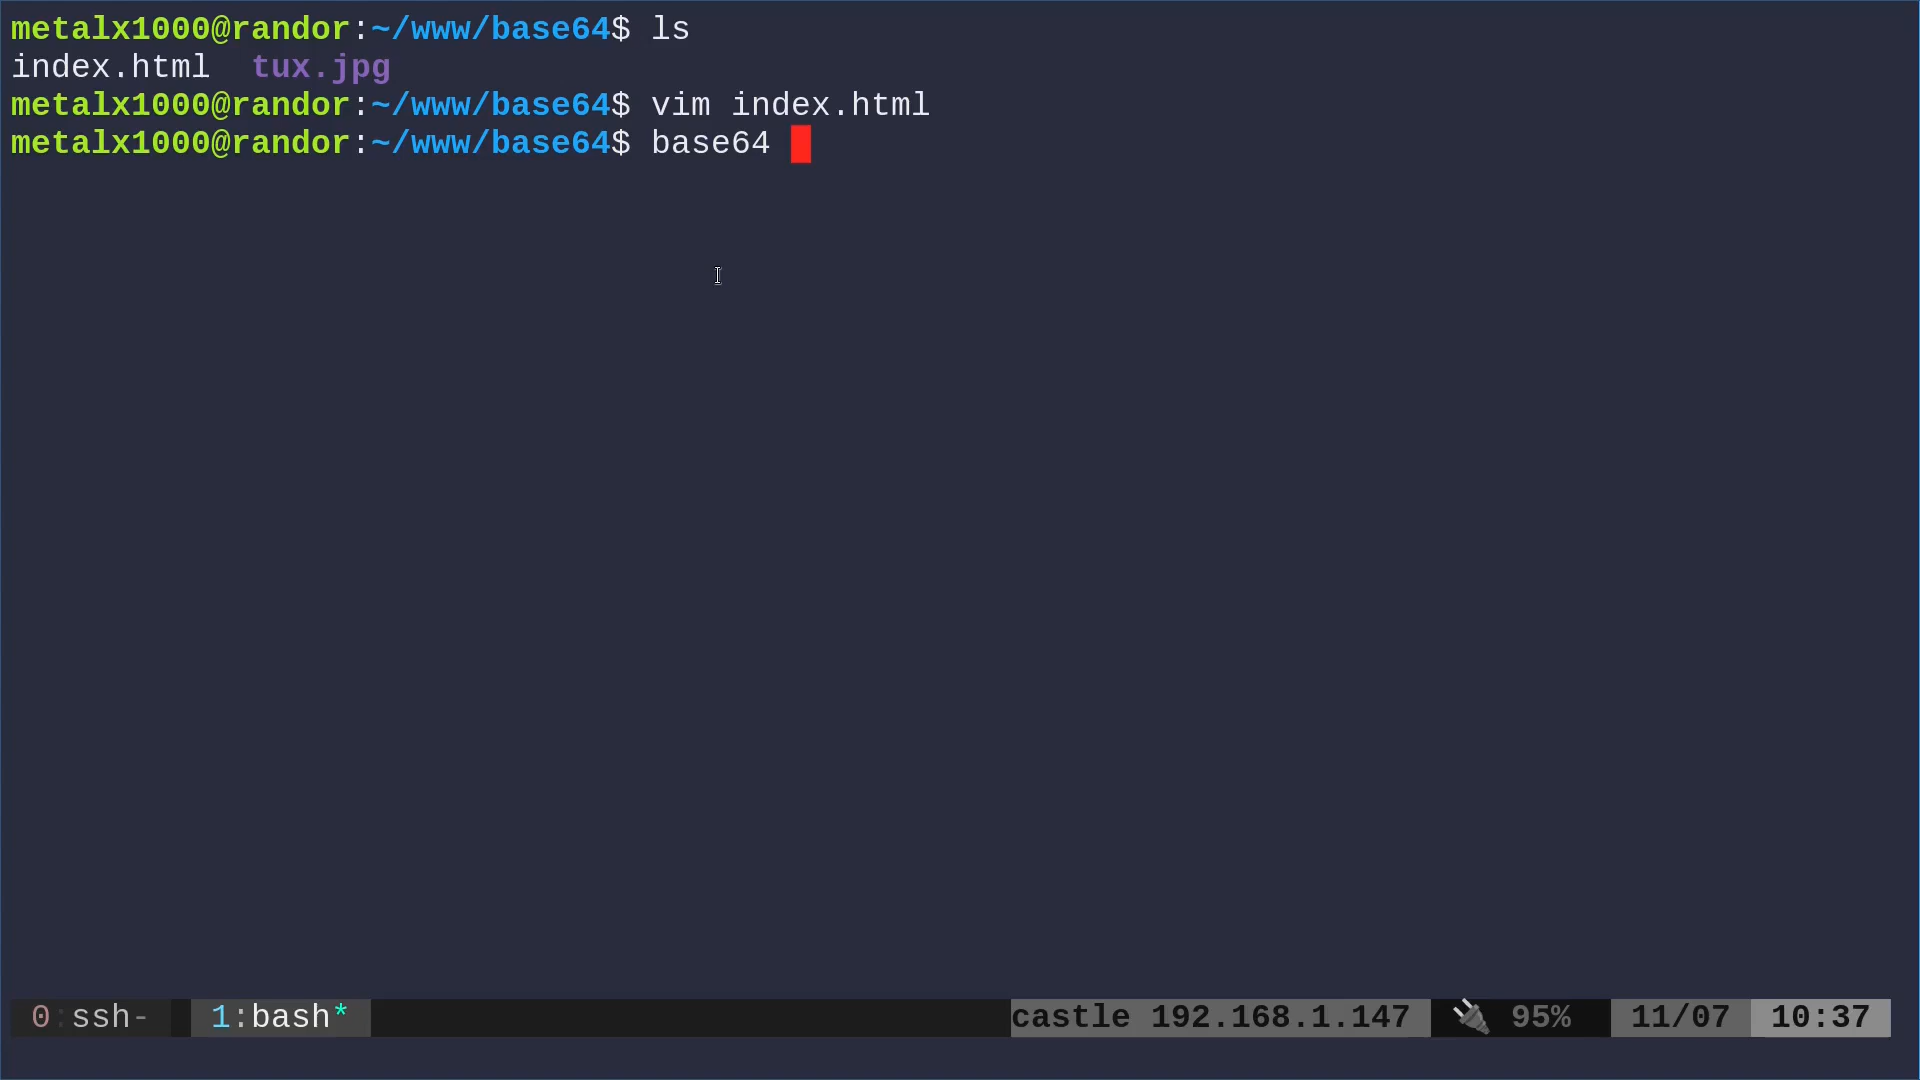 metalx1000@randor:~/www/base64$ ls
index.html  tux.jpg
metalx1000@randor:~/www/base64$ vim index.html
metalx1000@randor:~/www/base64$ base64
0:ssh-  1:bash*  castle 192.168.1.147  95%  11/07  10:37